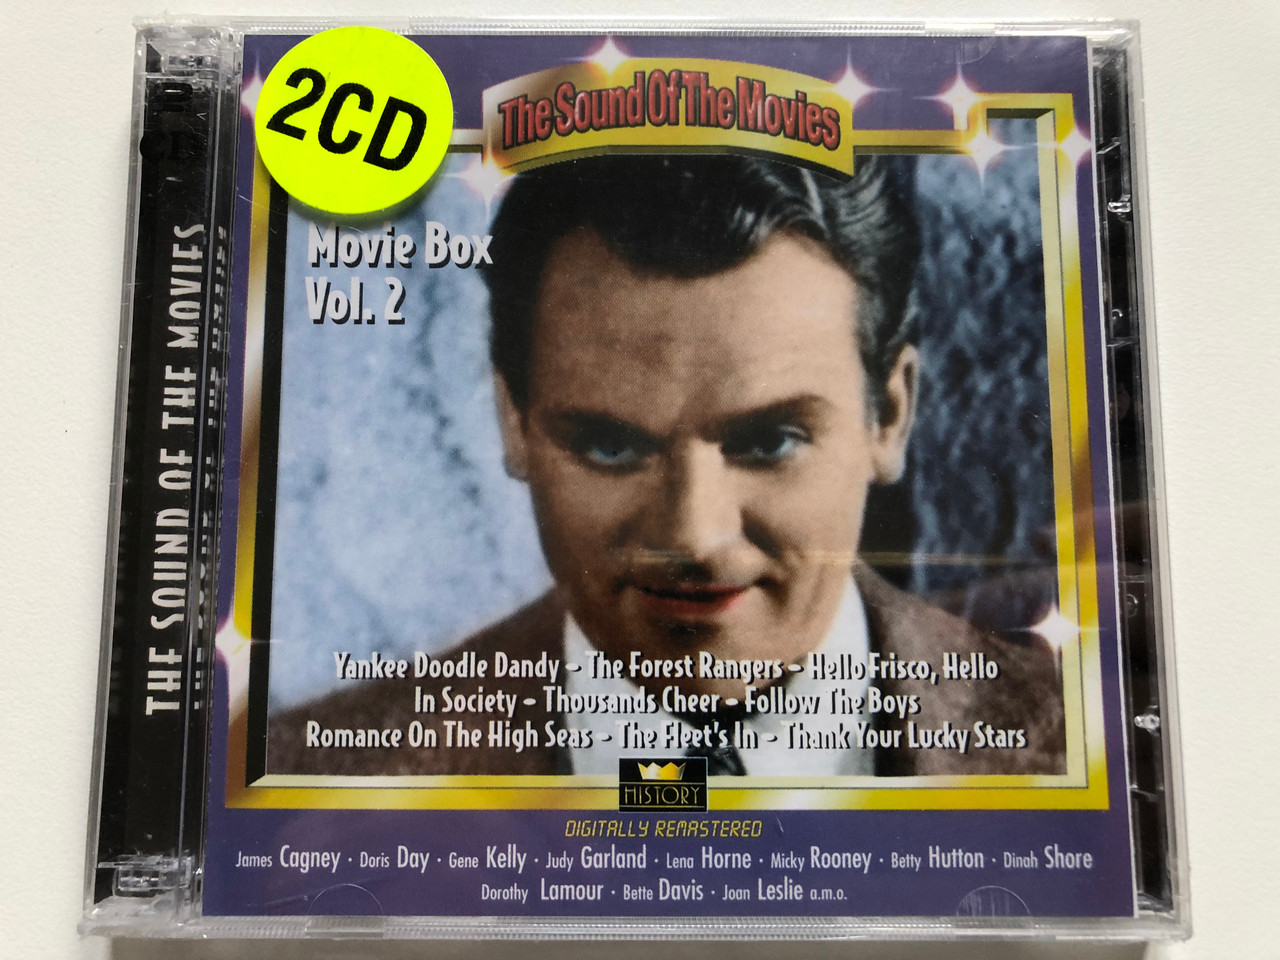 2CD
The Sound Of The Movies
Movie Box
Vol. 2
THE SOUND OF THE MOVIES
Yankee Doodle Dandy - The Forest Rangers - Hello Frisco, Hello
In Society - Thousands Cheer - Follow The Boys
Romance On The High Seas - The Fleet's In - Thank Your Lucky Stars
HISTORY
DIGITALLY REMASTERED
James Cagney · Doris Day · Gene Kelly · Judy Garland · Lena Horne · Micky Rooney · Betty Hutton · Dinah Shore
Dorothy Lamour · Bette Davis · Joan Leslie a.m.o.